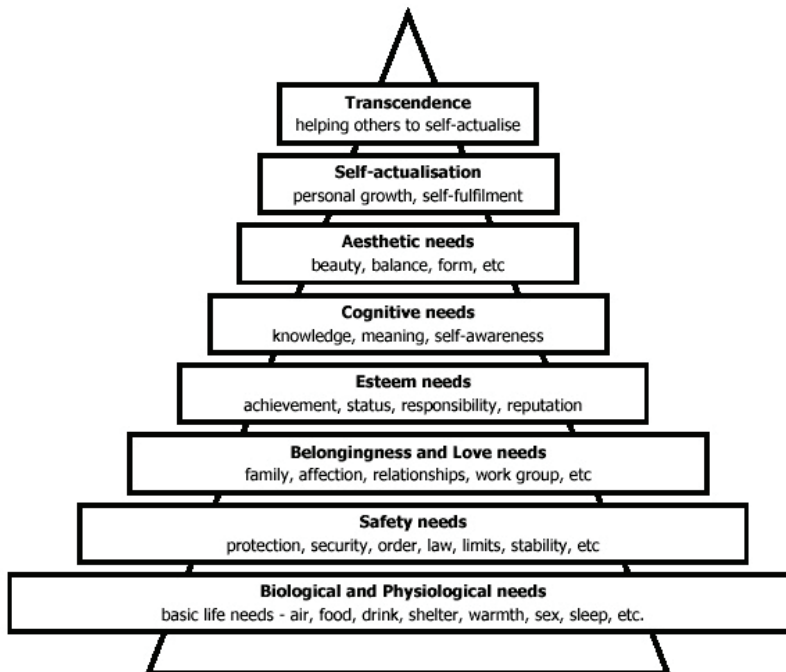 Transcendence
helping others to self-actualise
Self-actualisation
personal growth, self-fulfilment
Aesthetic needs
beauty, balance, form, etc
Cognitive needs
knowledge, meaning, self-awareness
Esteem needs
achievement, status, responsibility, reputation
Belongingness and Love needs
family, affection, relationships, work group, etc
Safety needs
protection, security, order, law, limits, stability, etc
Biological and Physiological needs
basic life needs - air, food, drink, shelter, warmth, sex, sleep, etc.